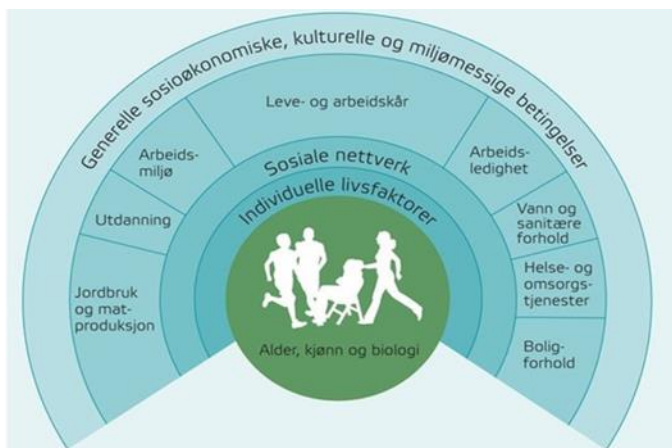 Generelle sosioøkonomiske, kulturelle og miljømessige betingelser
Leve- og arbeidskår
Arbeids-
miljø
Utdanning
Jordbruk
og mat-
produksjon
Arbeids-
ledighet
Vann og
sanitære
forhold
Helse- og
omsorgs-
tjenester
Bolig-
forhold
Sosiale nettverk
Individuelle livsfaktorer
Alder, kjønn og biologi